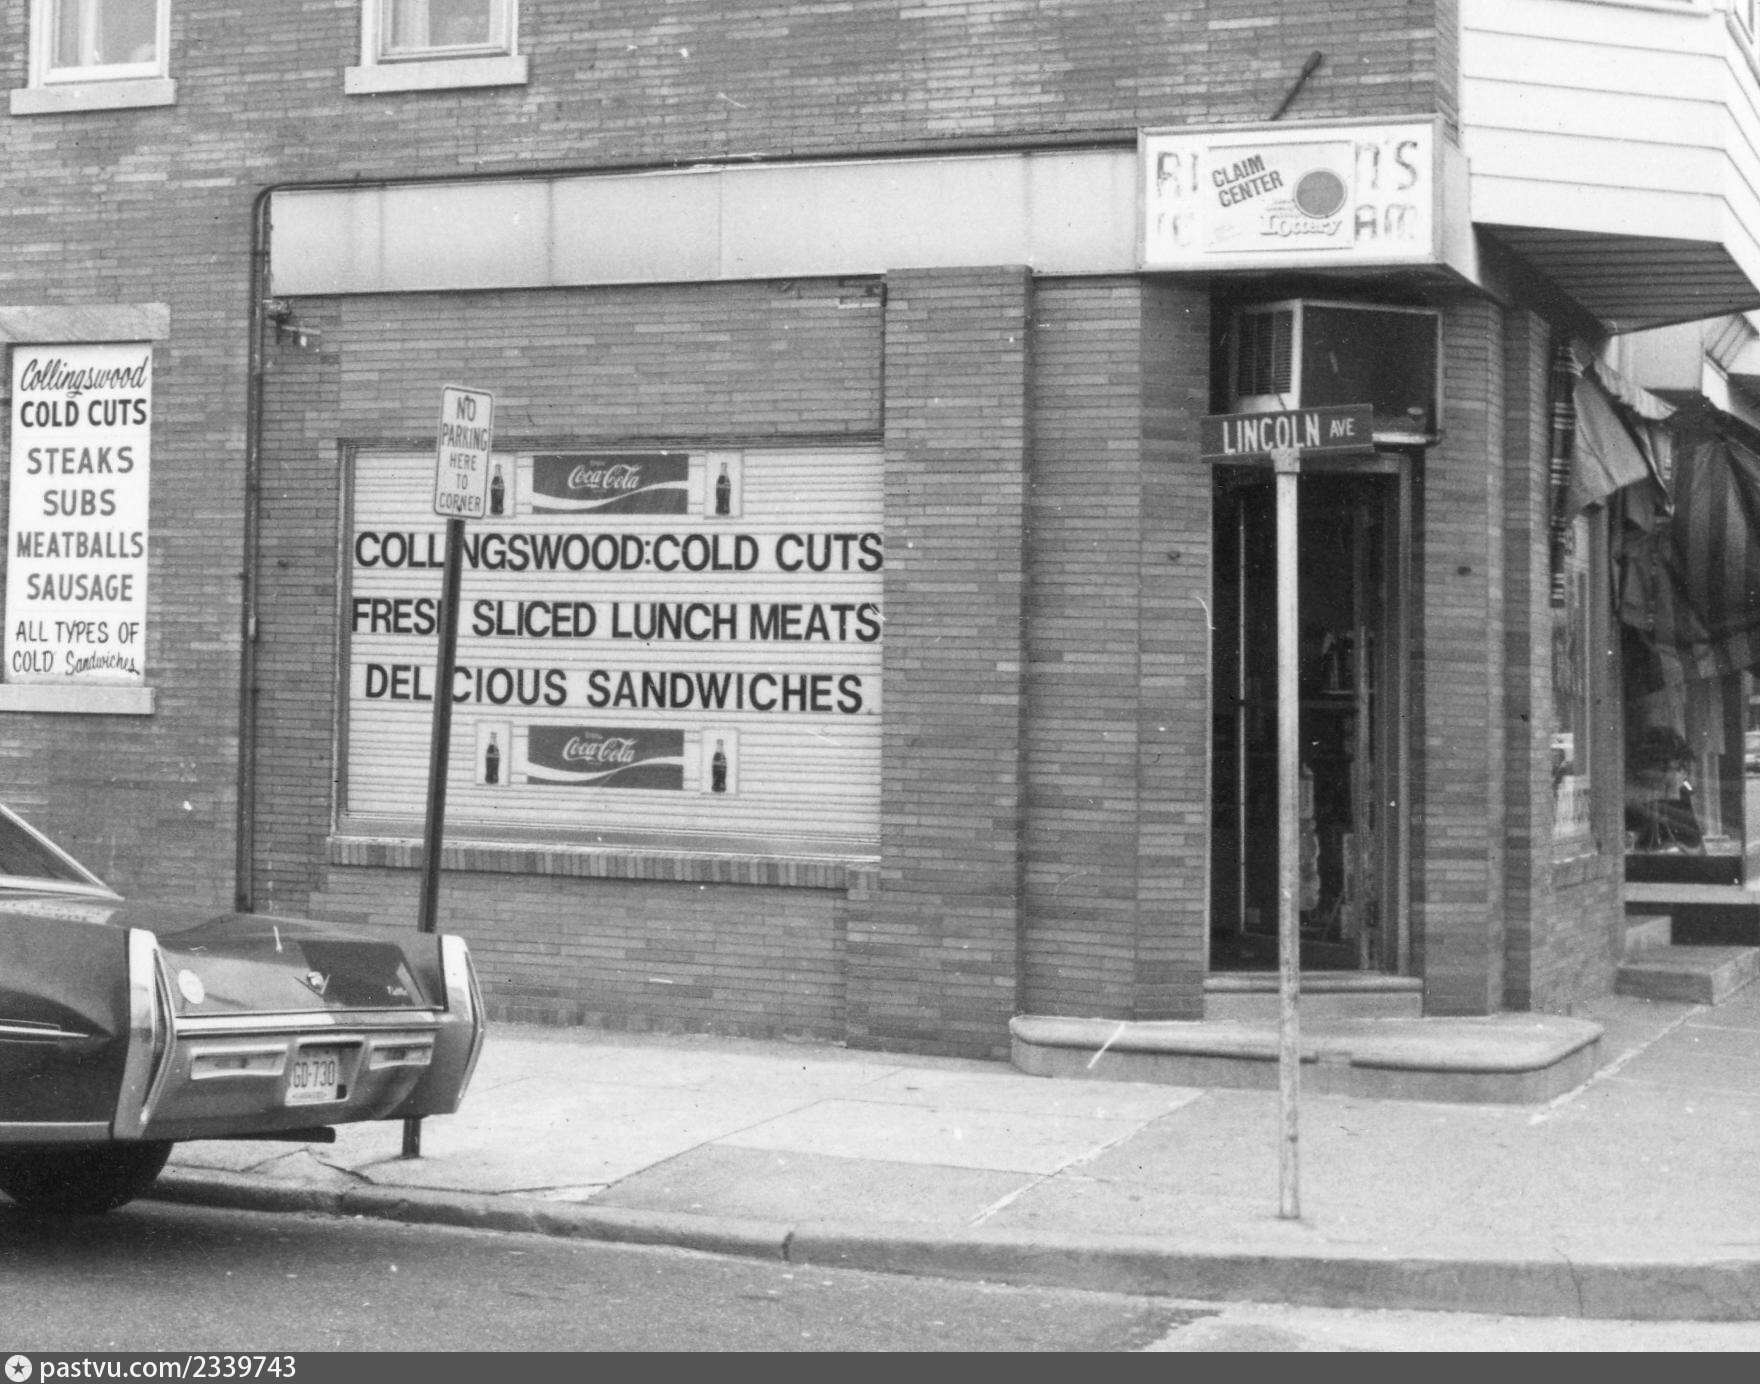 CLAIM
CENTER
Lottery
Collingswood
COLD CUTS
STEAKS
SUBS
MEATBALLS
SAUSAGE
ALL TYPES OF
COLD Sandwiches
NO
PARKING
HERE
TO
CORNER
Coca-Cola
COLLINGSWOOD:COLD CUTS
FRESH SLICED LUNCH MEATS
DELICIOUS SANDWICHES
Coca-Cola
LINCOLN AVE
GD-730
pastvu.com/2339743